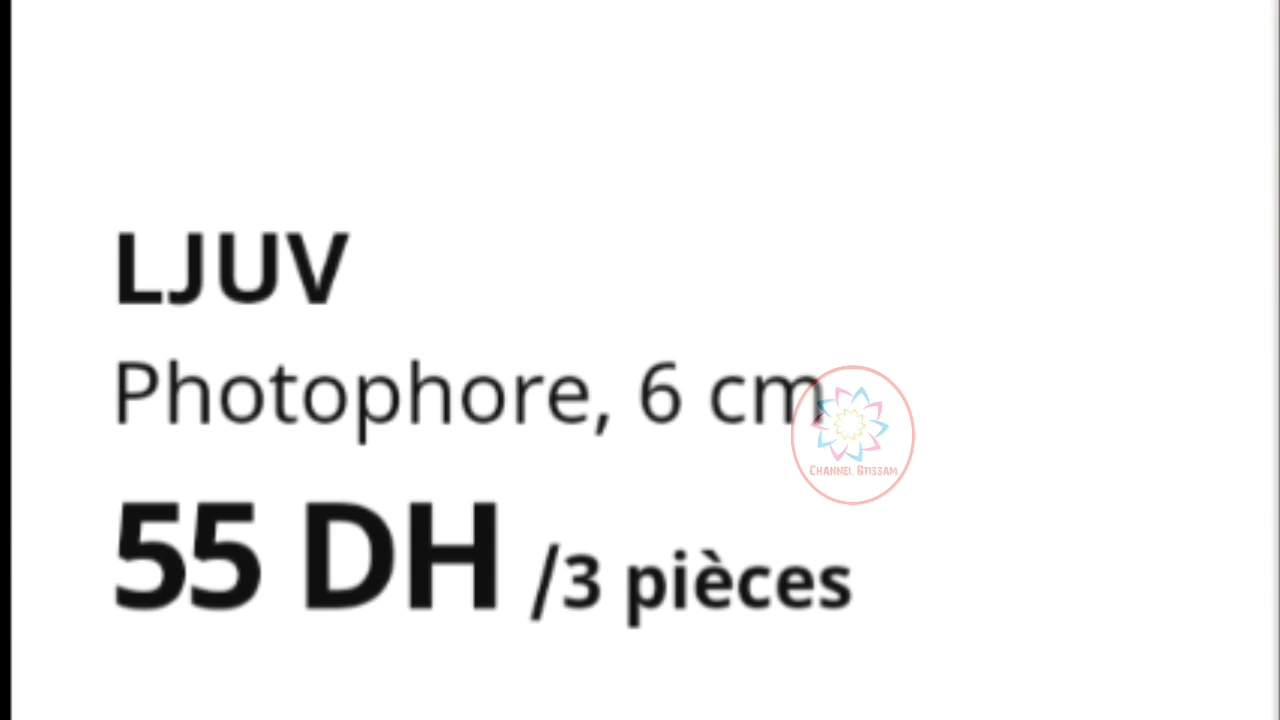 LJUV
Photophore, 6 cm
55 DH /3 pièces
CHANNEL BTISSAM